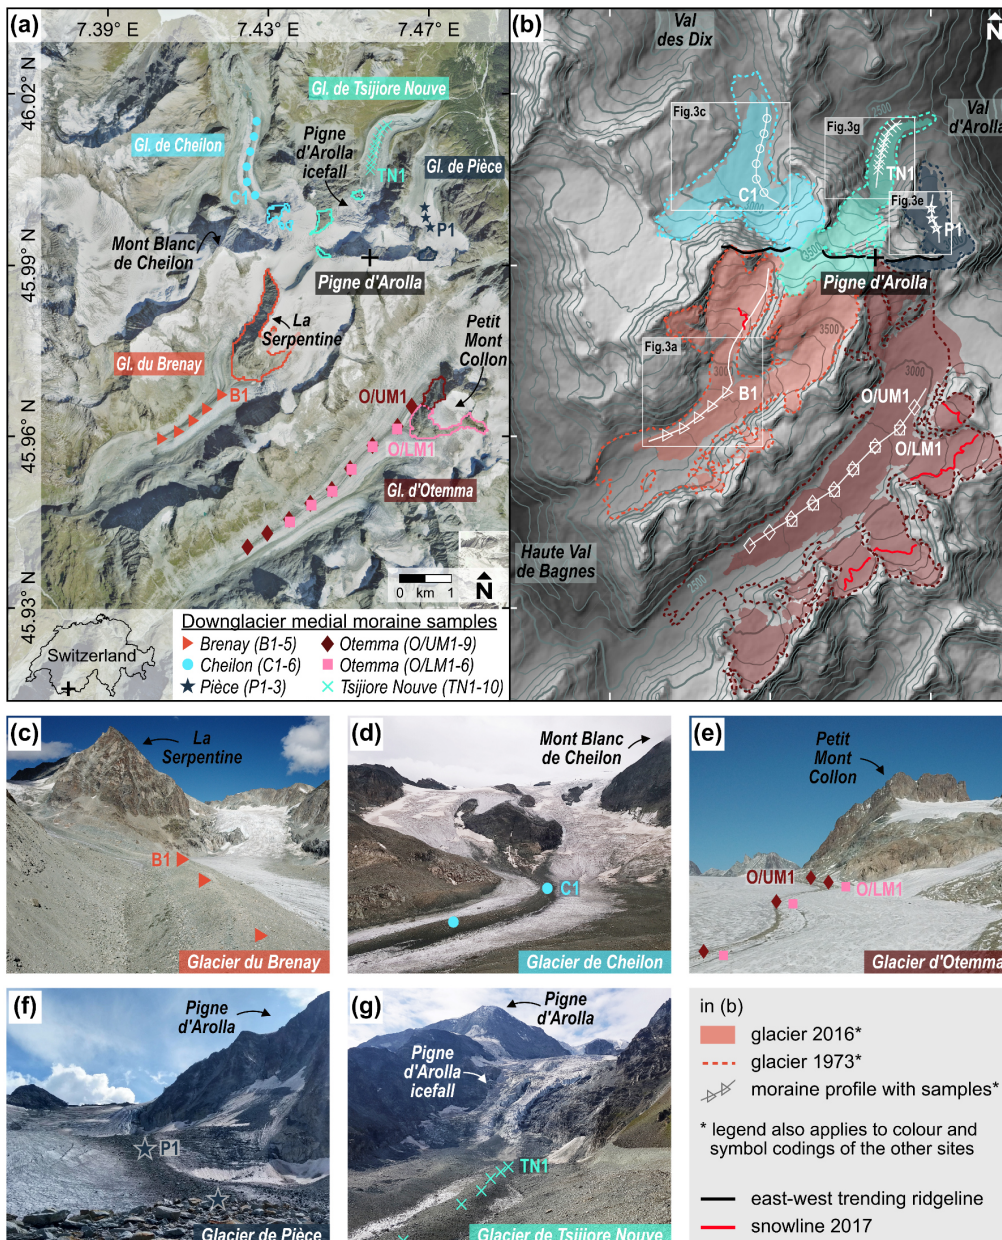 (a)
7.39° E
7.43° E
7.47° E
46.02° N
45.99° N
45.96° N
45.93° N
Gl. de Tsijiore Nouve
Gl. de Cheilon
Pigne
d'Arolla
icefall
TN1
Gl. de Pièce
C1
P1
Mont Blanc
de Cheilon
Pigne d'Arolla
La
Serpentine
Petit
Mont
Collon
Gl. du Brenay
B1
O/UM1
O/LM1
Gl. d'Otemma
0 km 1
N
Switzerland
Downglacier medial moraine samples
Brenay (B1-5)
Cheilon (C1-6)
Pièce (P1-3)
Otemma (O/UM1-9)
Otemma (O/LM1-6)
Tsijiore Nouve (TN1-10)
(b)
Val
des Dix
N
2500
Fig.3c
Fig.3g
Val
d'Arolla
TN1
C1
3000
Fig.3e
P1
3500
Pigne d'Arolla
3500
Fig.3a
3000
B1
3000
O/UM1
O/LM1
Haute Val
de Bagnes
2500
(c)
La
Serpentine
B1
Glacier du Brenay
(d)
Mont Blanc
de Cheilon
C1
Glacier de Cheilon
(e)
Petit
Mont
Collon
O/UM1
O/LM1
Glacier d'Otemma
(f)
Pigne
d'Arolla
P1
Glacier de Pièce
(g)
Pigne
d'Arolla
Pigne
d'Arolla
icefall
TN1
Glacier de Tsijiore Nouve
in (b)
glacier 2016*
glacier 1973*
moraine profile with samples*
* legend also applies to colour and
symbol codings of the other sites
east-west trending ridgeline
snowline 2017